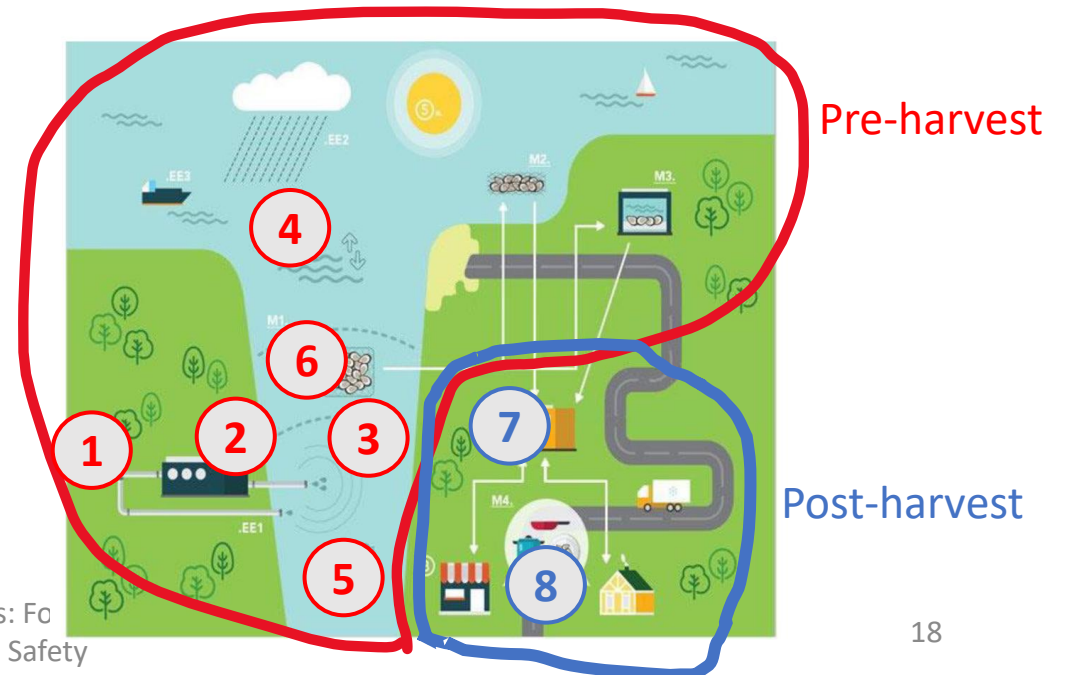 5
.EE2
Pre-harvest
M2.
.EE3
M3.
4
M1
6
7
3
2
1
M4.
Post-harvest
.EE1
5
8
s: Fo
18
Safety